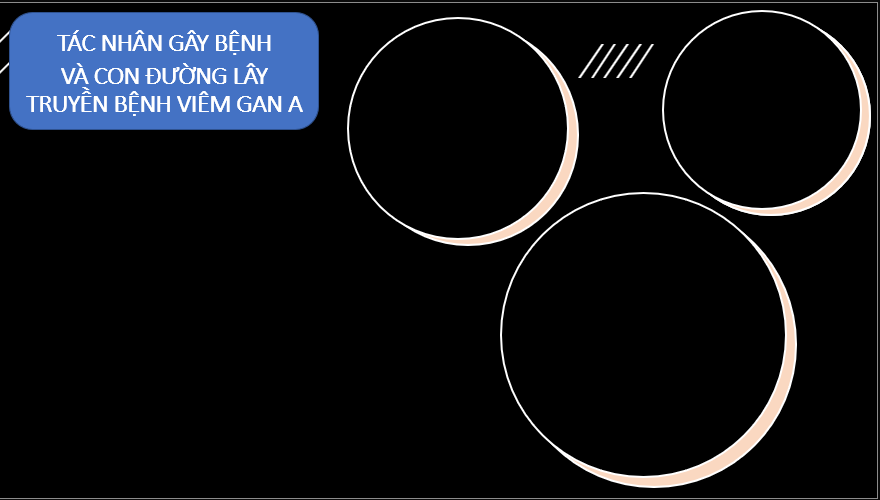 TÁC NHÂN GÂY BỆNH
VÀ CON ĐƯỜNG LÂY
TRUYỀN BỆNH VIÊM GAN A